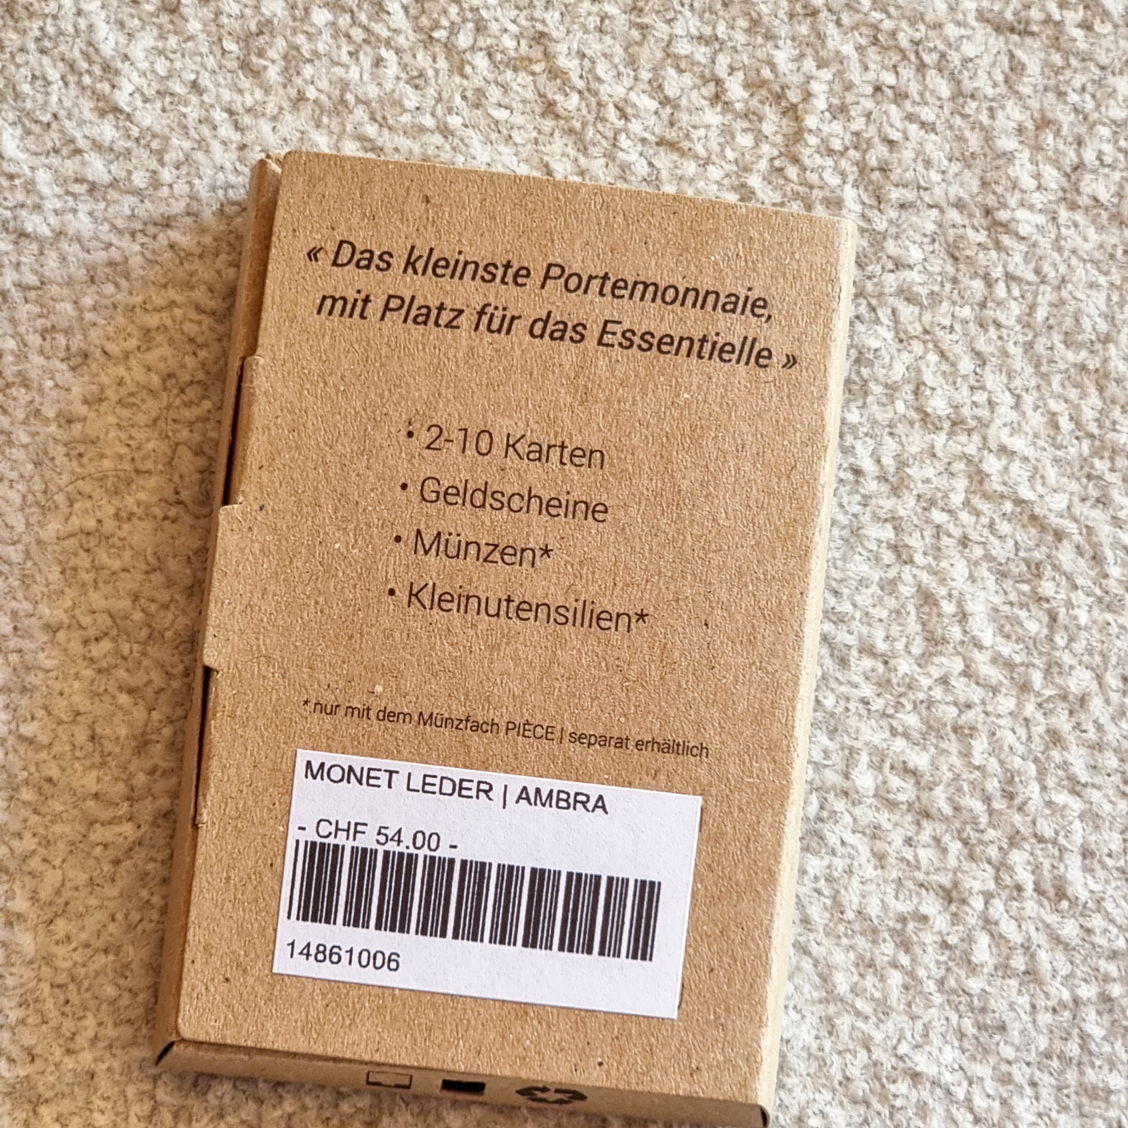 « Das kleinste Portemonnaie,
mit Platz für das Essentielle »
• 2-10 Karten
• Geldscheine
• Münzen*
• Kleinutensilien*
*nur mit dem Münzfach PIÈCE | separat erhältlich
MONET LEDER | AMBRA
- CHF 54.00 -
14861006